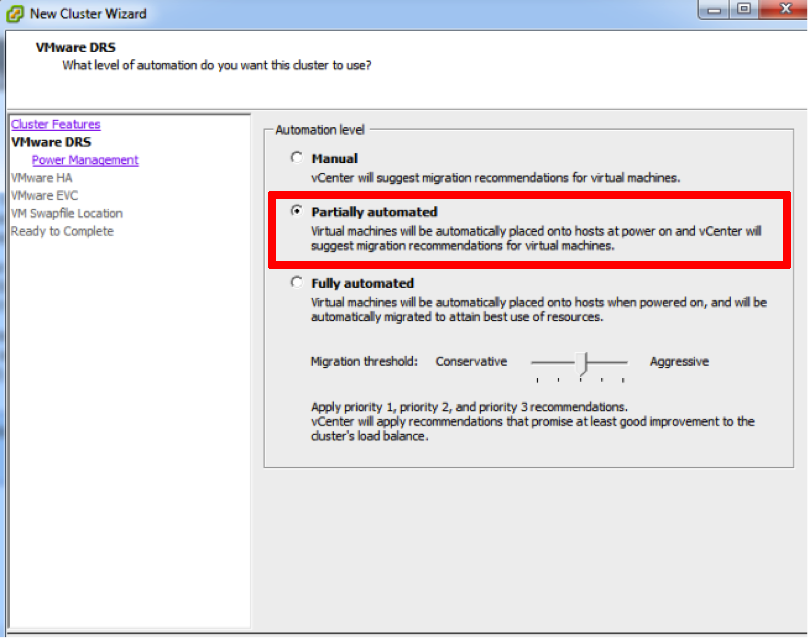 New Cluster Wizard
VMware DRS
What level of automation do you want this cluster to use?
Cluster Features
VMware DRS
Power Management
VMware HA
VMware EVC
VM Swapfile Location
Ready to Complete
Automation level
Manual
vCenter will suggest migration recommendations for virtual machines.
Partially automated
Virtual machines will be automatically placed onto hosts at power on and vCenter will
suggest migration recommendations for virtual machines.
Fully automated
Virtual machines will be automatically placed onto hosts when powered on, and will be
automatically migrated to attain best use of resources.
Migration threshold: Conservative Aggressive
Apply priority 1, priority 2, and priority 3 recommendations.
vCenter will apply recommendations that promise at least good improvement to the
cluster's load balance.